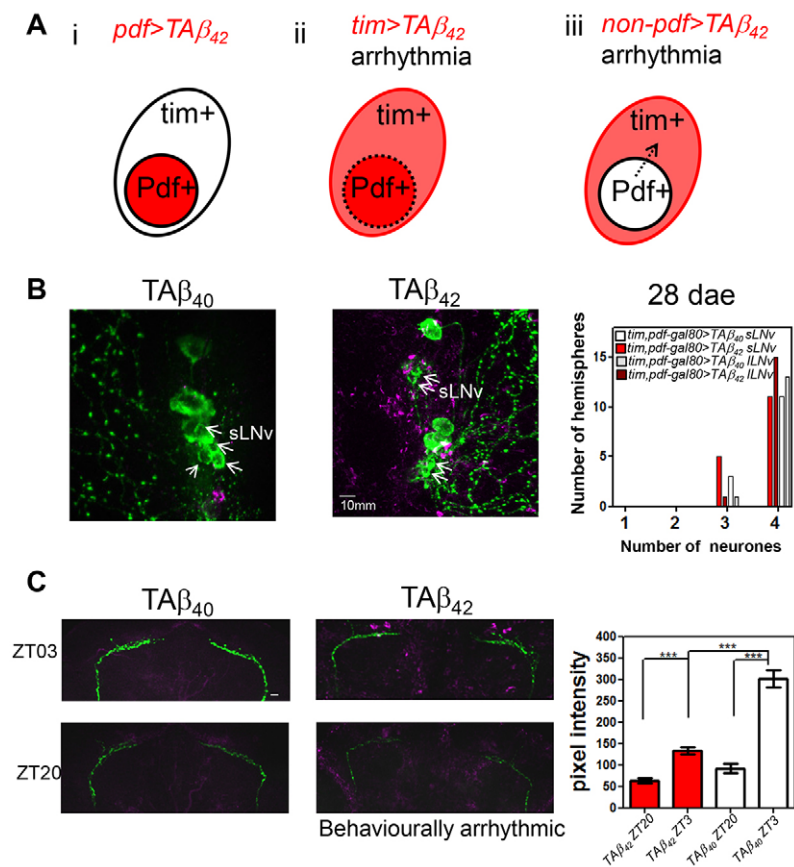 A
i
pdf>TAβ42
ii
tim>TAβ42
arrhythmia
iii
non-pdf>TAβ42
arrhythmia
tim+
Pdf+
tim+
Pdf+
tim+
Pdf+
B
TAβ40
sLNv
TAβ42
sLNv
10mm
28 dae
tim,pdf-gal80>TAβ40 sLNv
tim,pdf-gal80>TAβ42 sLNv
tim,pdf-gal80>TAβ40 lLNv
tim,pdf-gal80>TAβ42 lLNv
Number of hemispheres
15
10
5
0
1 2 3 4
Number of neurones
C
TAβ40
TAβ42
ZT03
ZT20
Behaviourally arrhythmic
pixel intensity
400
350
300
250
200
150
100
50
0
***
***
***
TAβ42 ZT20
TAβ42 ZT3
TAβ40 ZT20
TAβ40 ZT3